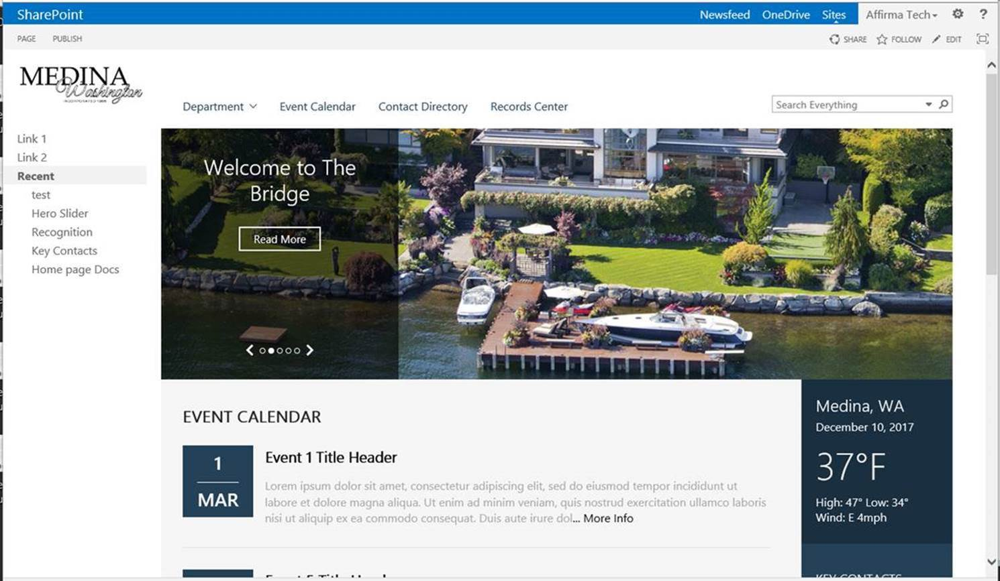 SharePoint
Newsfeed OneDrive Sites Affirma Tech ?
PAGE PUBLISH
SHARE FOLLOW EDIT
MEDINA
Washington
Department Event Calendar Contact Directory Records Center
Search Everything
Link 1
Link 2
Recent
test
Hero Slider
Recognition
Key Contacts
Home page Docs
Welcome to The
Bridge
Read More
EVENT CALENDAR
1
MAR
Event 1 Title Header
Lorem ipsum dolor sit amet, consectetur adipiscing elit, sed do eiusmod tempor incididunt ut
labore et dolore magna aliqua. Ut enim ad minim veniam, quis nostrud exercitation ullamco laboris
nisi ut aliquip ex ea commodo consequat. Duis aute irure dol... More Info
Medina, WA
December 10, 2017
37°F
High: 47° Low: 34°
Wind: E 4mph
KEY CONTACTS